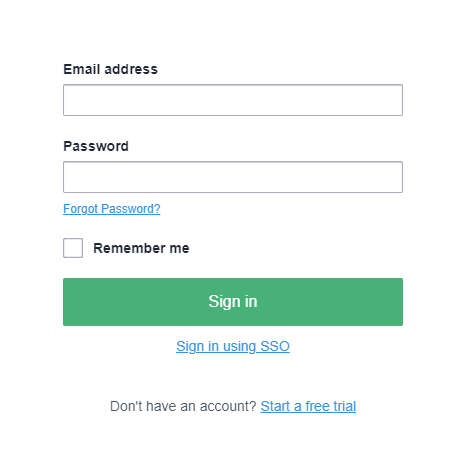 Email address
Password
Forgot Password?
Remember me
Sign in
Sign in using SSO
Don't have an account? Start a free trial